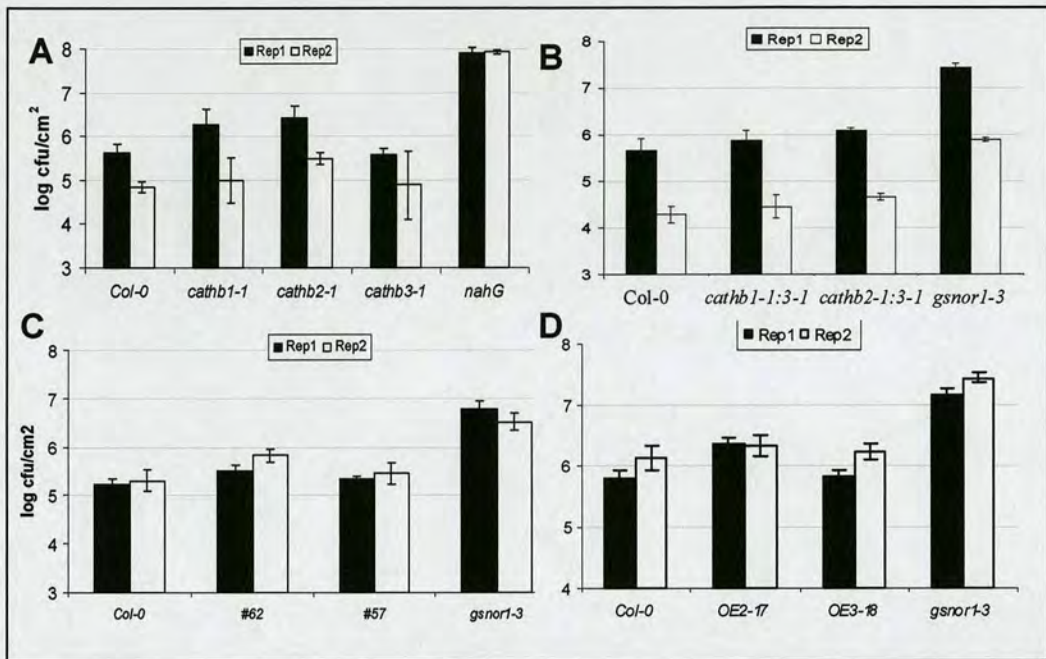 A
Rep1 Rep2
log cfu/cm²
8
7
6
5
4
3
Col-0 cathb1-1 cathb2-1 cathb3-1 nahG
B
Rep1 Rep2
8
7
6
5
4
3
Col-0 cathb1-1:3-1 cathb2-1:3-1 gsnor1-3
C
Rep1 Rep2
log cfu/cm2
8
7
6
5
4
3
Col-0 #62 #57 gsnor1-3
D
Rep1 Rep2
8
7
6
5
4
Col-0 OE2-17 OE3-18 gsnor1-3